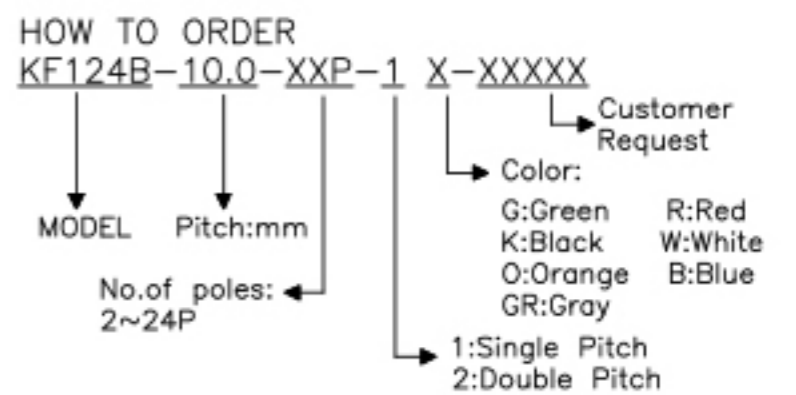 HOW TO ORDER
KF124B-10.0-XXP-1 X-XXXXX
Customer
Request
Color:
G:Green R:Red
K:Black W:White
O:Orange B:Blue
GR:Gray
MODEL Pitch:mm
No.of poles:
2~24P
1:Single Pitch
2:Double Pitch